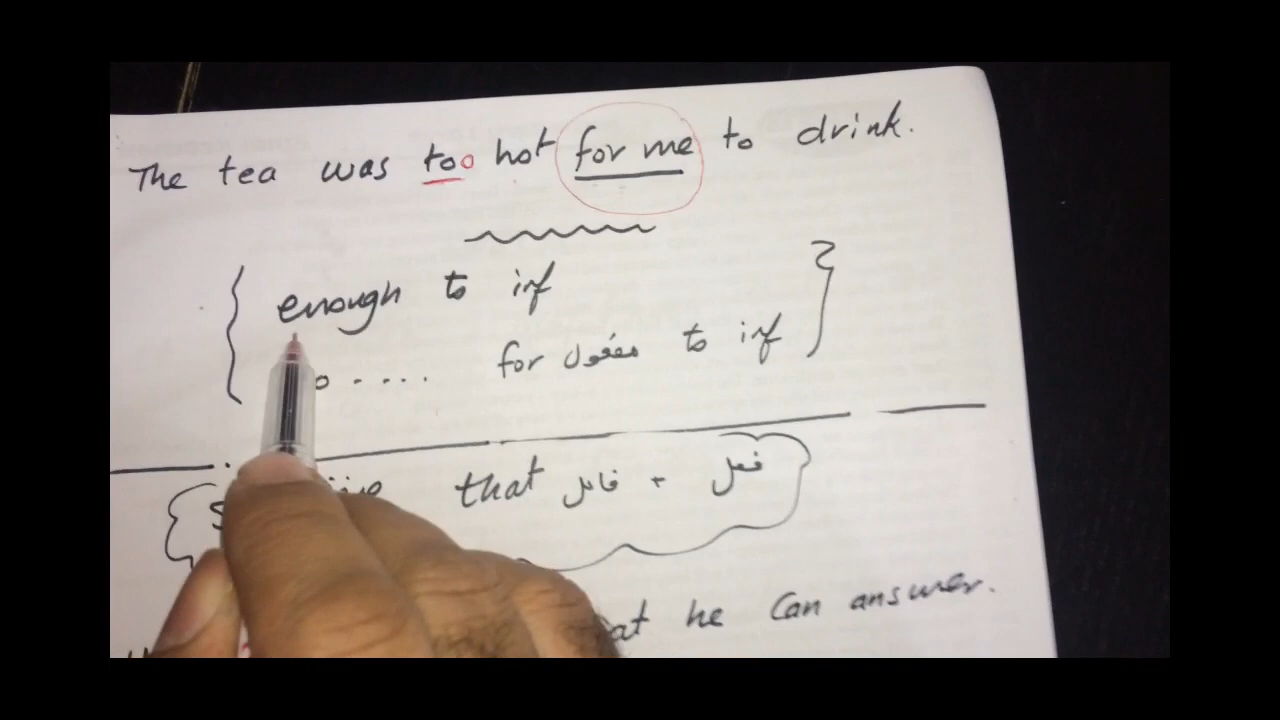 The tea was too hot for me to drink.
enough to inf
.... for مفعول to inf
that فاعل + فعل
he can answer.